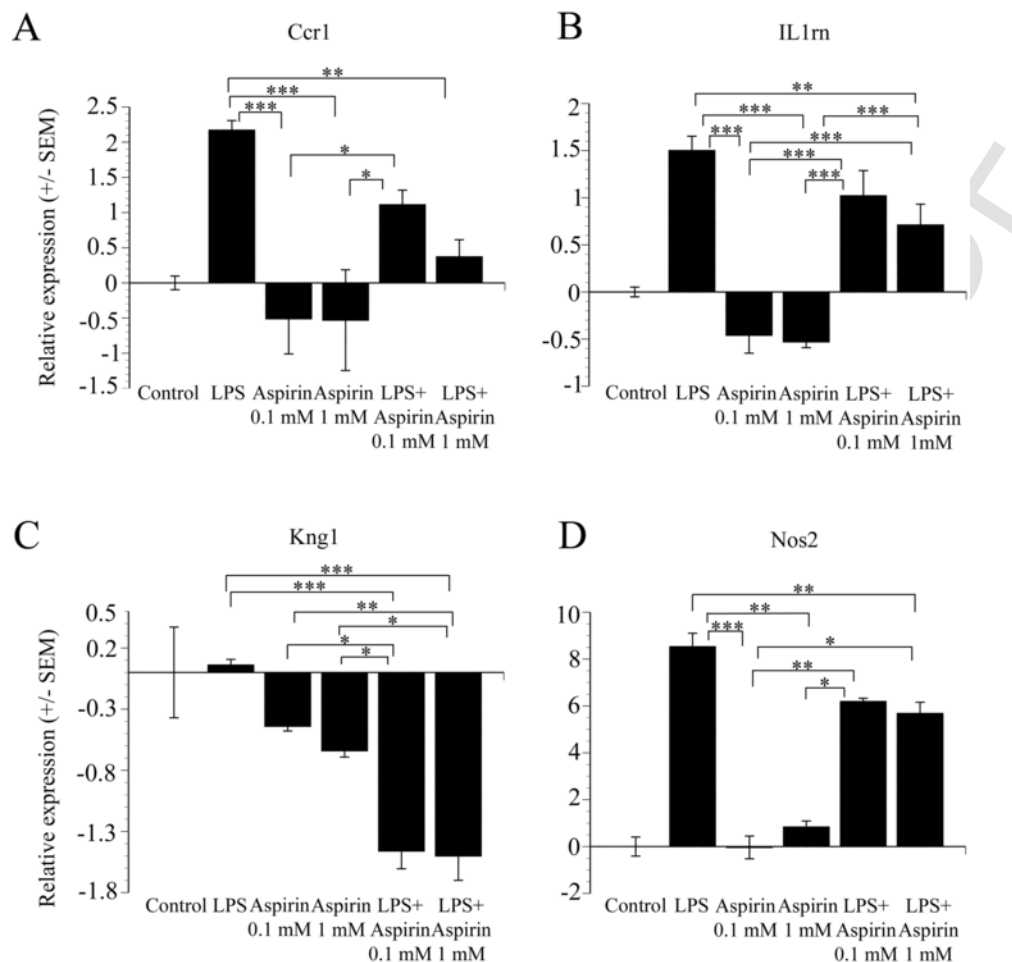 A
Ccr1
**
***
***
*
*
Relative expression (+/- SEM)
2.5
2
1.5
1
0.5
0
-0.5
-1
-1.5
Control LPS Aspirin Aspirin LPS+ LPS+
0.1 mM 1 mM Aspirin Aspirin
0.1 mM 1 mM
B
IL1rn
**
*** ***
*** ***
***
***
2
1.5
1
0.5
0
-0.5
-1
Control LPS Aspirin Aspirin LPS+ LPS+
0.1 mM 1 mM Aspirin Aspirin
0.1 mM 1mM
C
Kng1
***
***
**
*
*
*
Relative expression (+/- SEM)
0.5
0.2
-0.3
-0.8
-1.3
-1.8
Control LPS Aspirin Aspirin LPS+ LPS+
0.1 mM 1 mM Aspirin Aspirin
0.1 mM 1 mM
D
Nos2
**
**
***
*
**
*
10
8
6
4
2
0
-2
Control LPS Aspirin Aspirin LPS+ LPS+
0.1 mM 1 mM Aspirin Aspirin
0.1 mM 1 mM